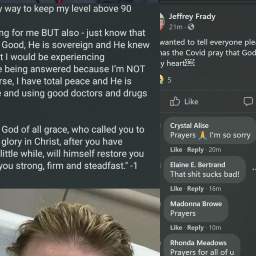 y way to keep my level above 90
ng for me BUT also - just know that
Good, He is sovereign and He knew
t I would be experiencing
e being answered because I'm NOT
rse, I have total peace and He is
e and using good doctors and drugs
God of all grace, who called you to
glory in Christ, after you have
little while, will himself restore you
you strong, firm and steadfast." -1
Jeffrey Frady
21m
wanted to tell everyone ple
as the Covid pray that God
y heart
5
Like
Crystal Alise
Prayers 🙏 I'm so sorry
Like · Reply · 20m
Elaine E. Bertrand
That shit sucks bad!
Like · Reply · 16m
Madonna Browe
Prayers
Like · Reply · 10m
Rhonda Meadows
Prayers for all of u